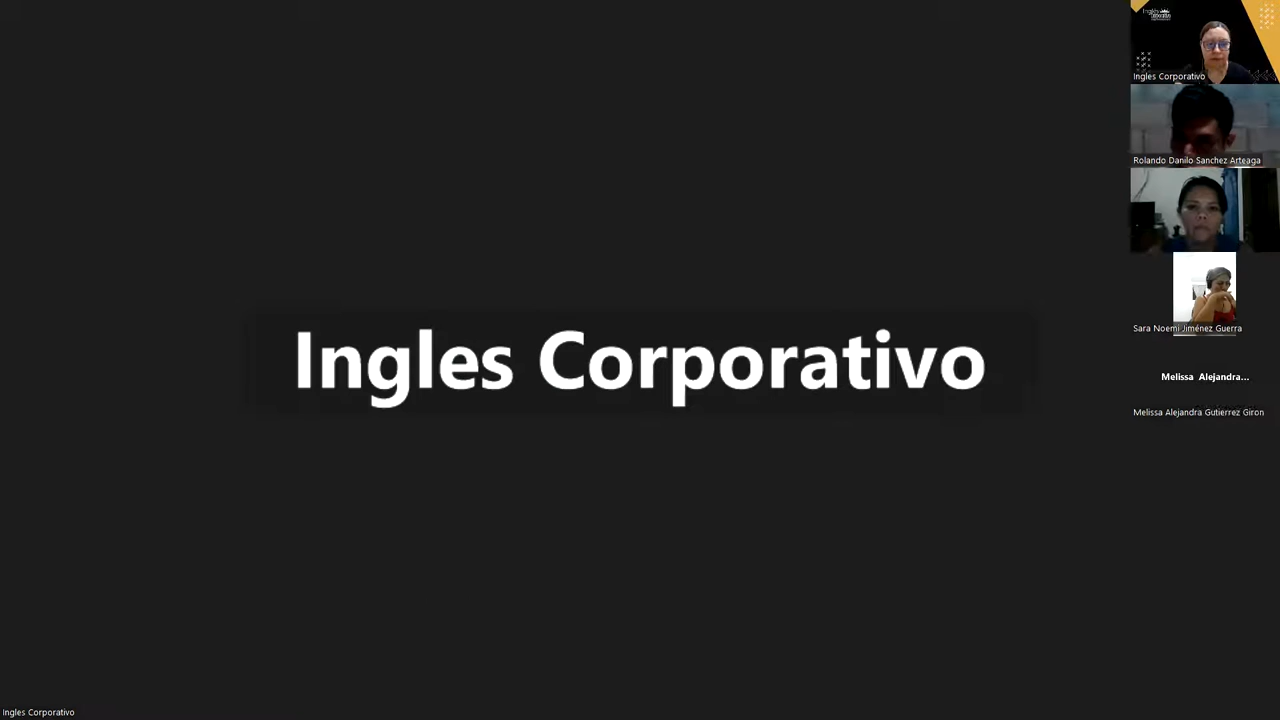 Ingles Corporativo
Ingles Corporativo
Rolando Danilo Sanchez Arteaga
Sara Noemi Jiménez Guerra
Melissa Alejandra...
Melissa Alejandra Gutierrez Giron
Ingles Corporativo